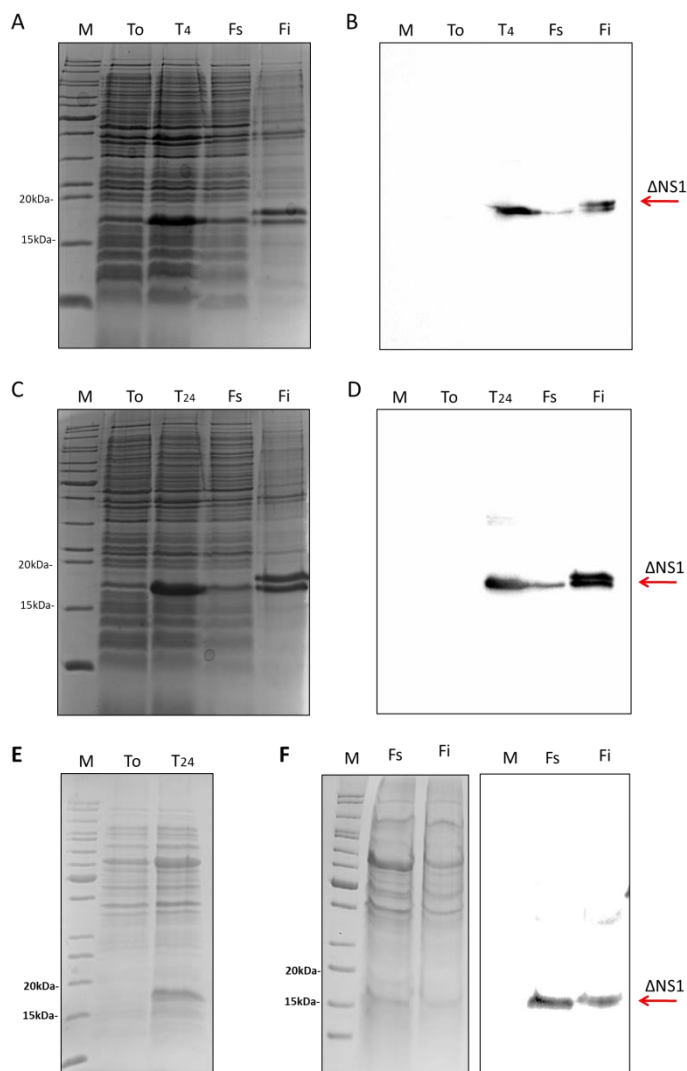 A
M To T4 Fs Fi
20kDa-
15kDa-
B
M To T4 Fs Fi
ΔNS1
C
M To T24 Fs Fi
20kDa-
15kDa-
D
M To T24 Fs Fi
ΔNS1
E
M To T24
20kDa-
15kDa-
F
M Fs Fi
20kDa-
15kDa-
M Fs Fi
ΔNS1